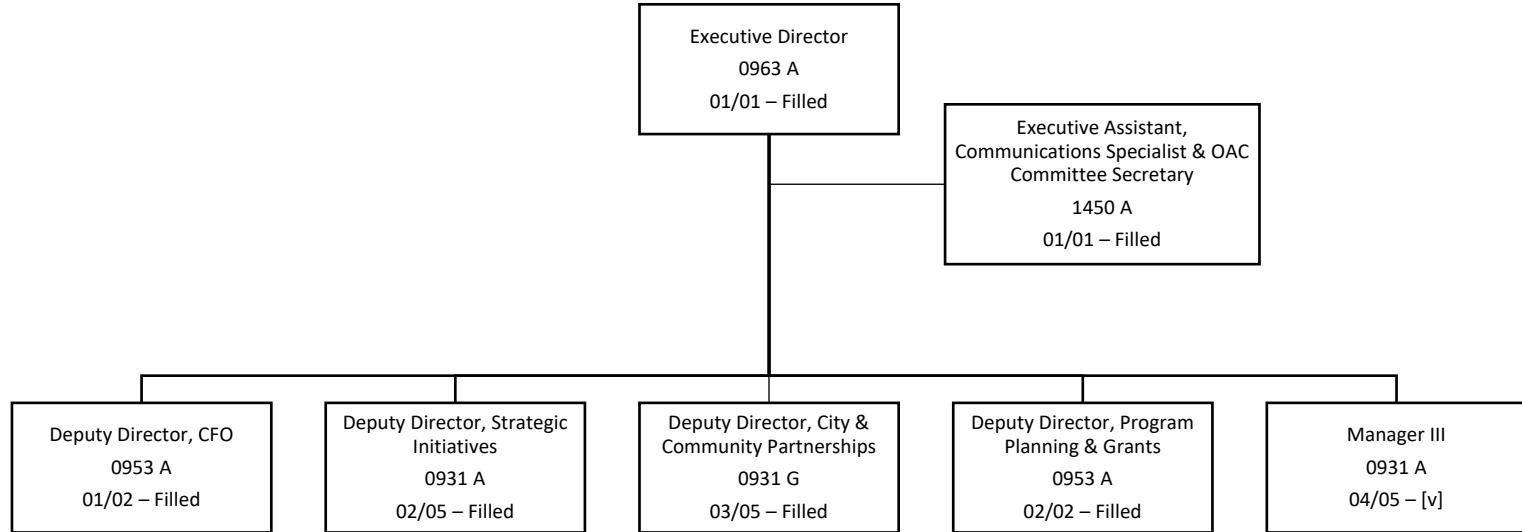 Executive Director
0963 A
01/01 – Filled
Executive Assistant,
Communications Specialist & OAC
Committee Secretary
1450 A
01/01 – Filled
Deputy Director, CFO
0953 A
01/02 – Filled
Deputy Director, Strategic
Initiatives
0931 A
02/05 – Filled
Deputy Director, City &
Community Partnerships
0931 G
03/05 – Filled
Deputy Director, Program
Planning & Grants
0953 A
02/02 – Filled
Manager III
0931 A
04/05 – [v]